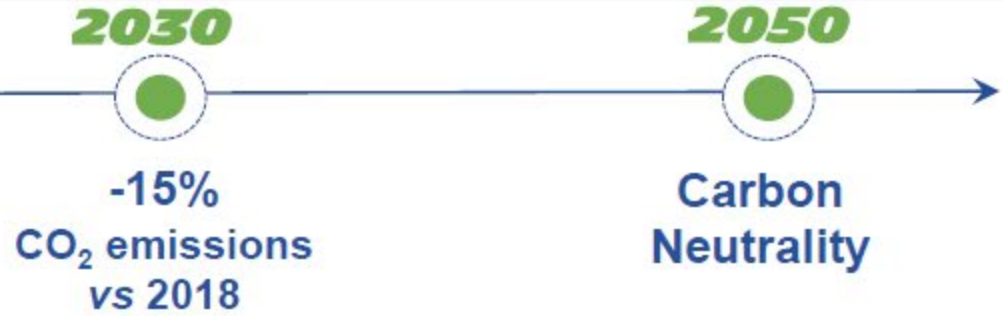 2030
-15%
CO₂ emissions
vs 2018
2050
Carbon
Neutrality